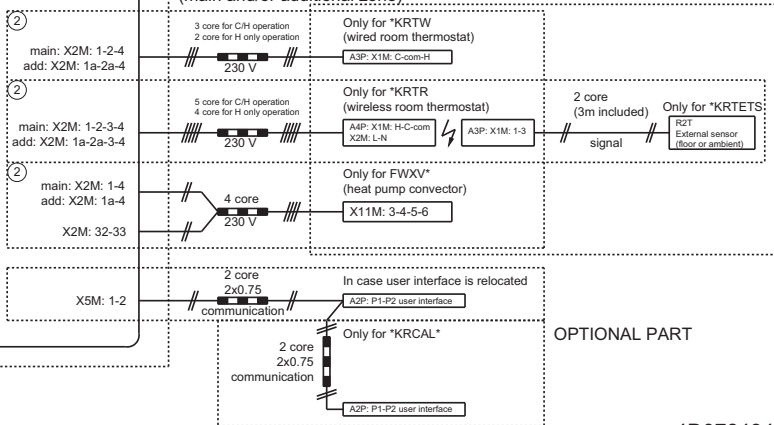 (main and/or additional zone)
2
3 core for C/H operation
2 core for H only operation
main: X2M: 1-2-4
add: X2M: 1a-2a-4
230 V
Only for *KRTW
(wired room thermostat)
A3P: X1M: C-com-H
2
5 core for C/H operation
4 core for H only operation
main: X2M: 1-2-3-4
add: X2M: 1a-2a-3-4
230 V
Only for *KRTR
(wireless room thermostat)
A4P: X1M: H-C-com
X2M: L-N
A3P: X1M: 1-3
2 core
(3m included)
signal
Only for *KRTETS
R2T
External sensor
(floor or ambient)
2
main: X2M: 1-4
add: X2M: 1a-4
X2M: 32-33
4 core
230 V
Only for FWXV*
(heat pump convector)
X11M: 3-4-5-6
X5M: 1-2
2 core
2x0.75
communication
In case user interface is relocated
A2P: P1-P2 user interface
OPTIONAL PART
Only for *KRCAL*
2 core
2x0.75
communication
A2P: P1-P2 user interface